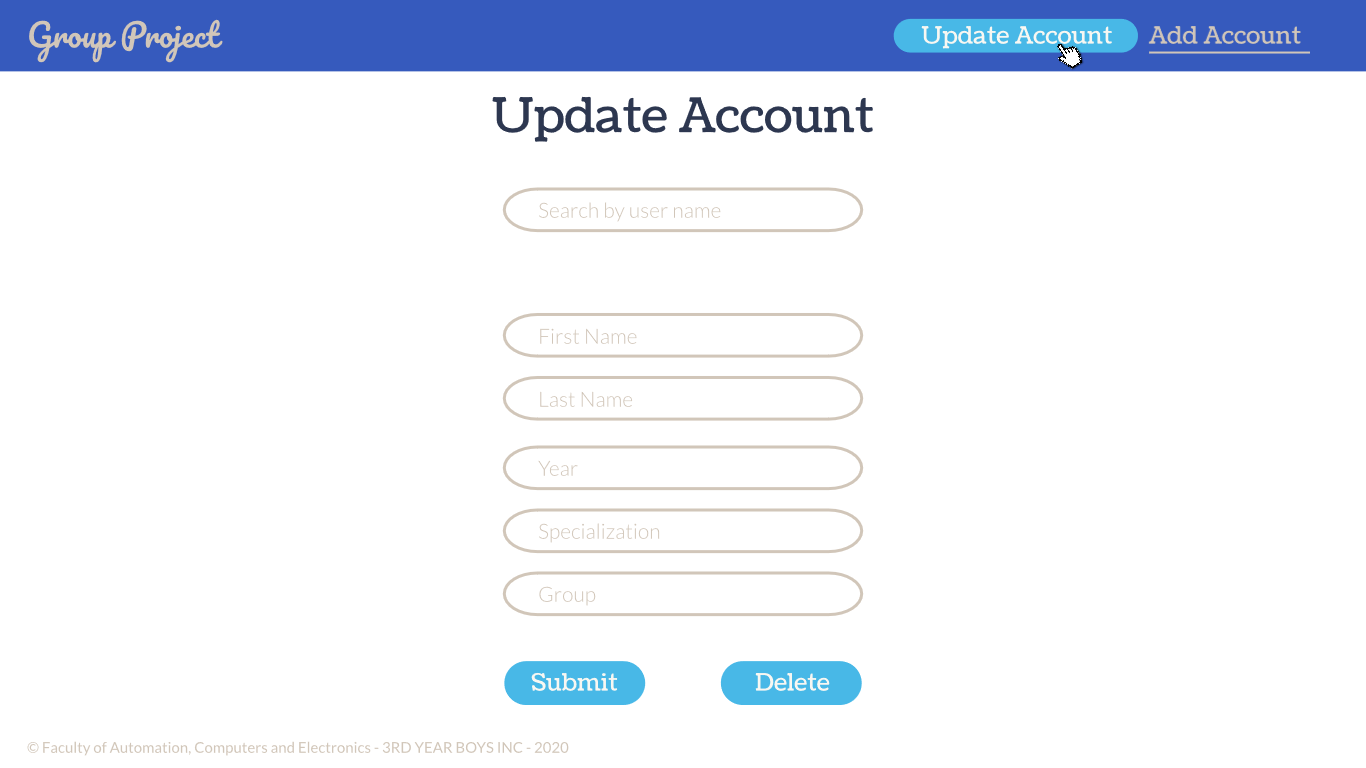 Group Project
Update Account
Add Account
Update Account
Search by user name
First Name
Last Name
Year
Specialization
Group
Submit
Delete
© Faculty of Automation, Computers and Electronics - 3RD YEAR BOYS INC - 2020